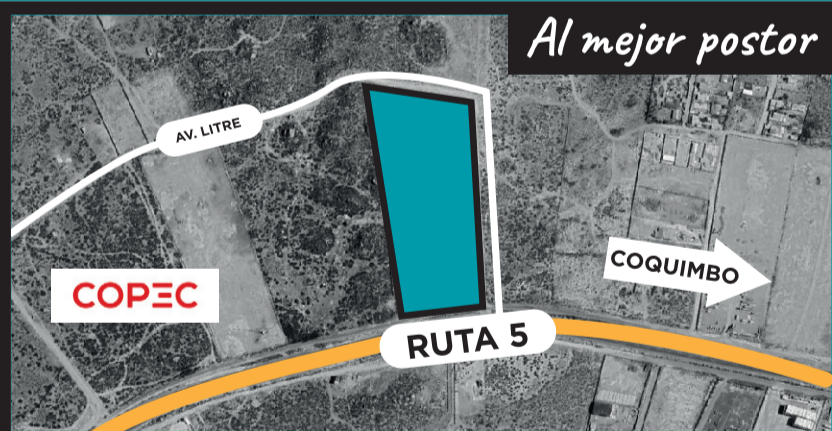 Al mejor postor
AV. LITRE
COQUIMBO
COPEC
RUTA 5